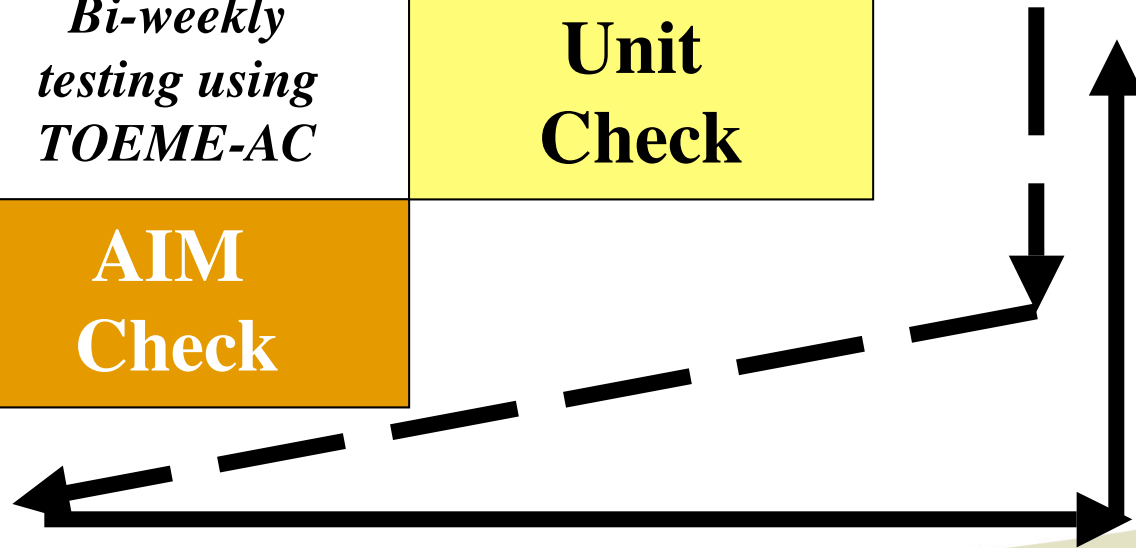 Bi-weekly
testing using
TOEME-AC
Unit
Check
AIM
Check